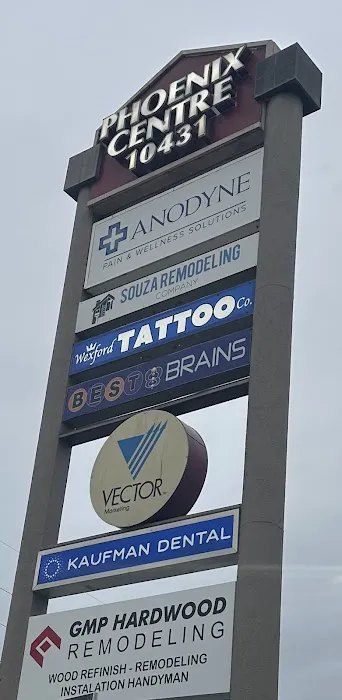 PHOENIX
CENTRE
10431
ANODYNE
PAIN & WELLNESS SOLUTIONS
SOUZA REMODELING
COMPANY
Wexford TATTOO Co.
BEST BRAINS
VECTOR
Marketing
KAUFMAN DENTAL
GMP HARDWOOD
REMODELING
WOOD REFINISH - REMODELING
INSTALATION HANDYMAN